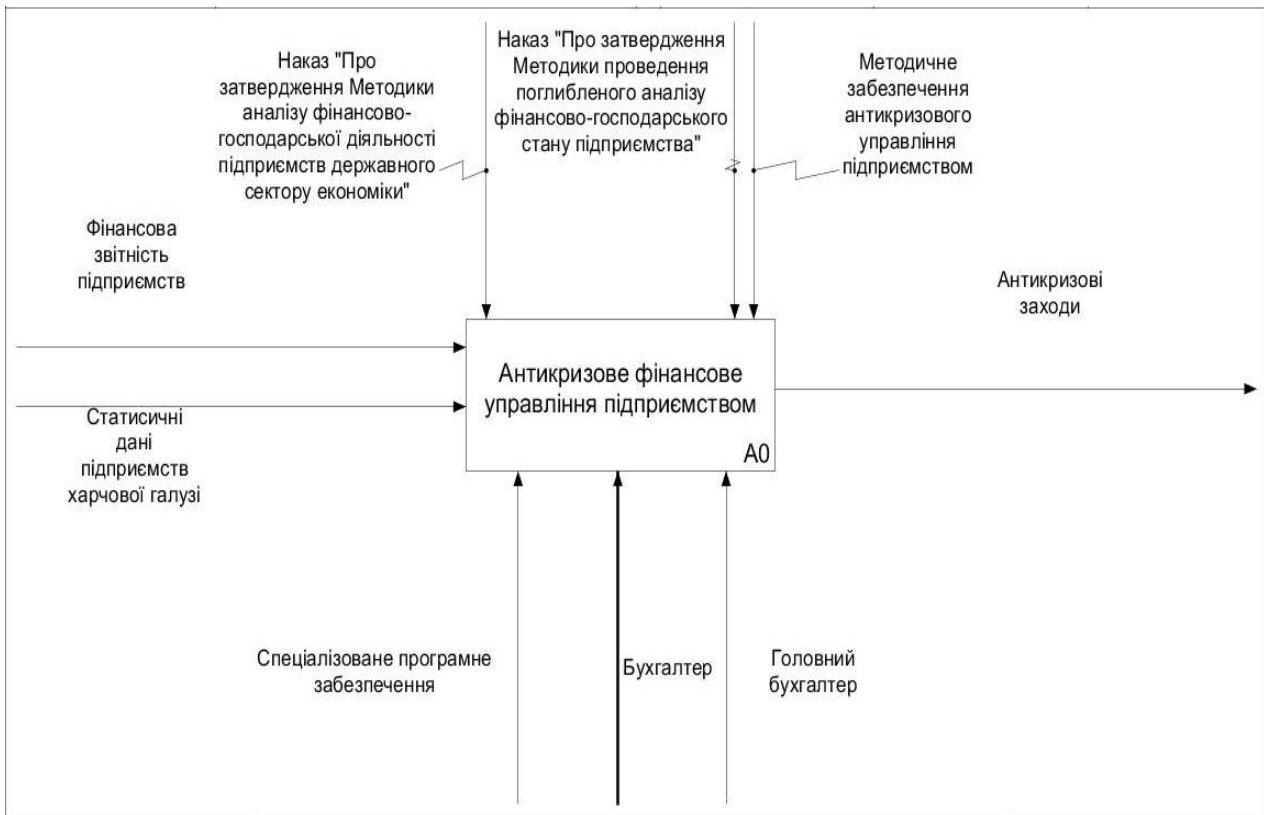 Наказ "Про
затвердження Методики
аналізу фінансово-
господарської діяльності
підприємств державного
сектору економіки"
Наказ "Про затвердження
Методики проведення
поглибленого аналізу
фінансово-господарського
стану підприємства"
Методичне
забезпечення
антикризового
управління
підприємством
Фінансова
звітність
підприємств
Антикризові
заходи
Антикризове фінансове
управління підприємством
A0
Статисичні
дані
підприємств
харчової галузі
Спеціалізоване програмне
забезпечення
Бухгалтер
Головний
бухгалтер